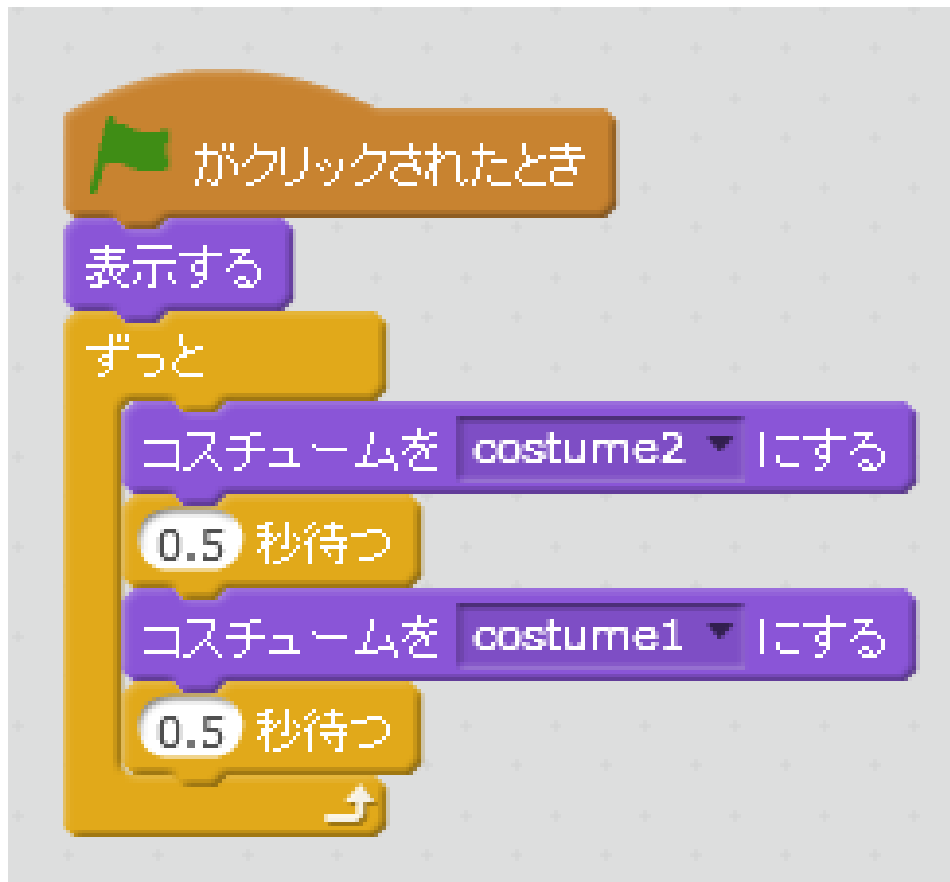 がクリックされたとき
表示する
ずっと
コスチュームを costume2 にする
0.5 秒待つ
コスチュームを costume1 にする
0.5 秒待つ